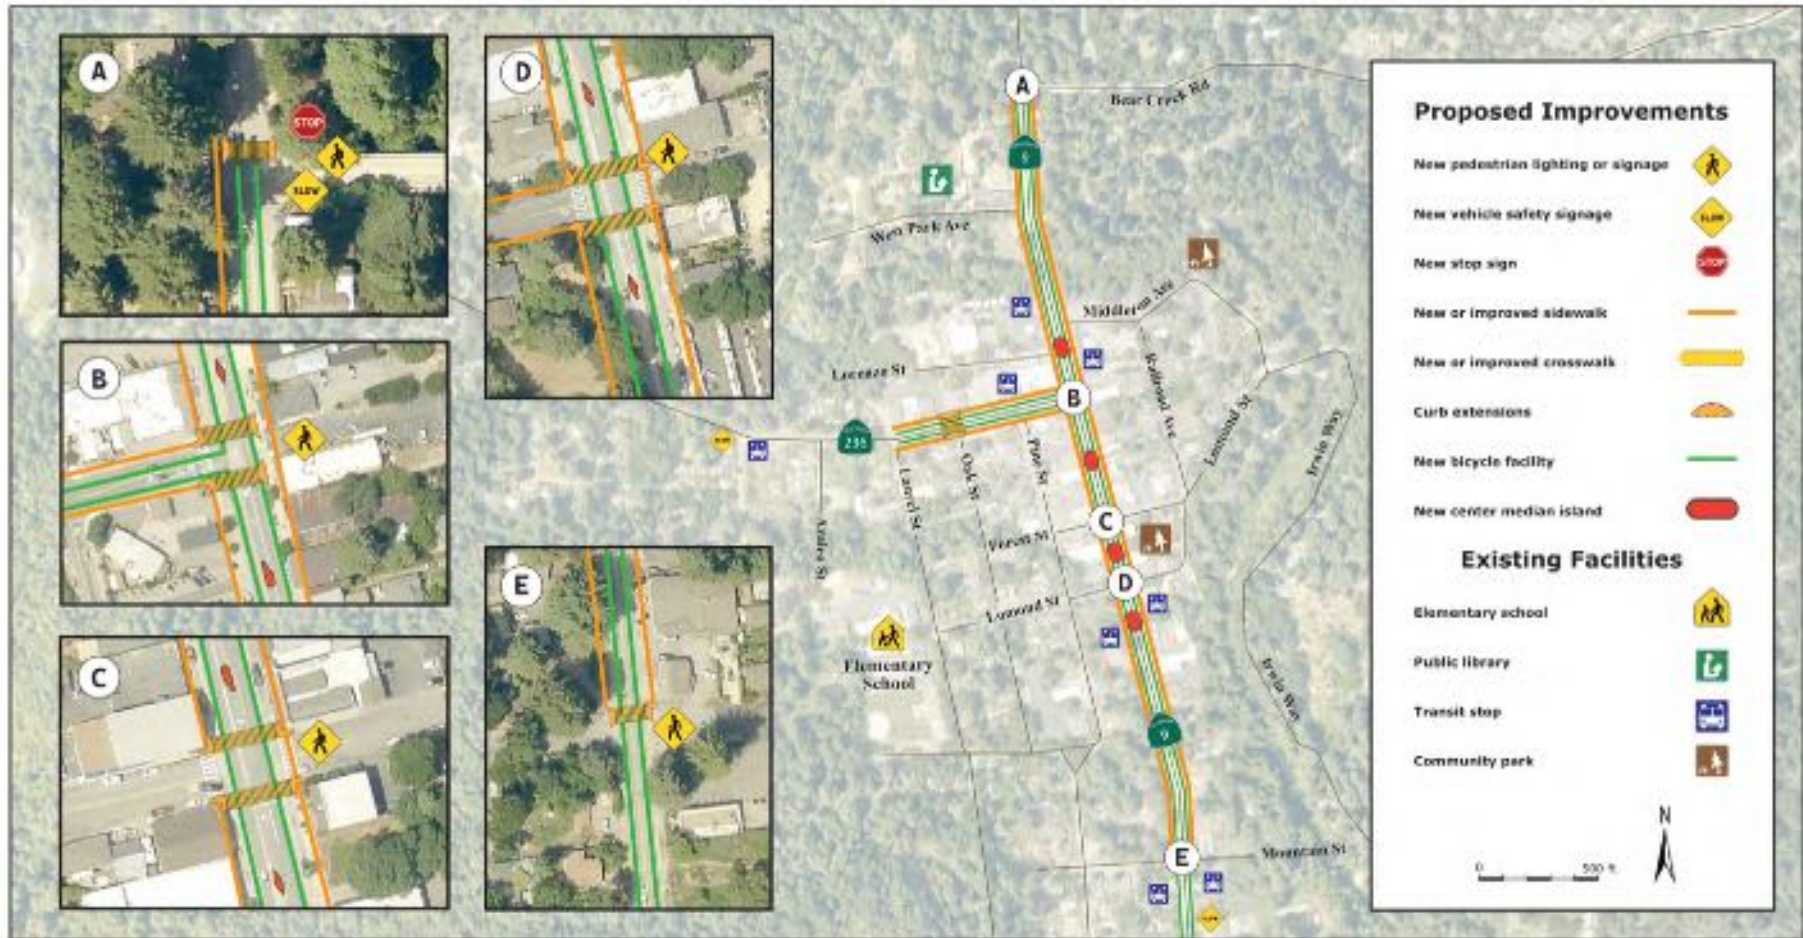 A
STOP
SLOW
B
C
D
E
A
Bear Creek Rd
9
West Park Ave
Middleton Ave
Lorenzo St
Railroad Ave
B
236
Lomond St
Irwin Way
Pine St
Oak St
Laurel St
C
Forest St
D
Lomond St
Elementary
School
Irwin Way
9
E
Mountain St
SLOW
Proposed Improvements
New pedestrian lighting or signage
New vehicle safety signage
SLOW
New stop sign
STOP
New or improved sidewalk
New or improved crosswalk
Curb extensions
New bicycle facility
New center median island
Existing Facilities
Elementary school
Public library
Transit stop
Community park
N
0
500 ft